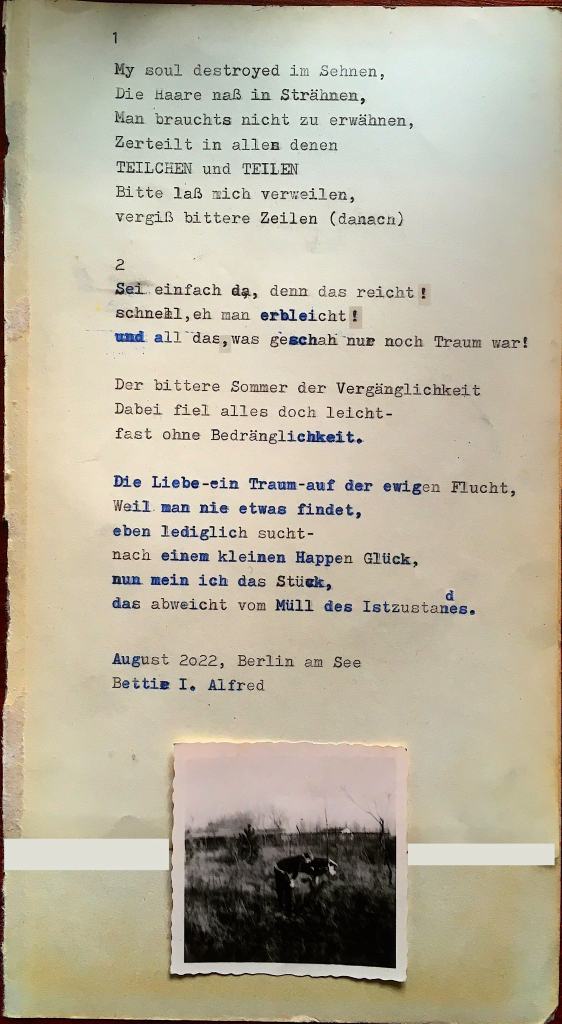 1
My soul destroyed im Sehnen,
Die Haare naß in Strähnen,
Man brauchts nicht zu erwähnen,
Zerteilt in allen denen
TEILCHEN und TEILEN
Bitte laß mich verweilen,
vergiß bittere Zeilen (danach)
2
Sei einfach da, denn das reicht!
schnell,eh man erbleicht!
und all das,was geschah nur noch Traum war!
Der bittere Sommer der Vergänglichkeit
Dabei fiel alles doch leicht-
fast ohne Bedränglichkeit.
Die Liebe-ein Traum-auf der ewigen Flucht,
Weil man nie etwas findet,
eben lediglich sucht-
nach einem kleinen Happen Glück,
nun mein ich das Stück,
das abweicht vom Müll des Istzustandes.
August 2o22, Berlin am See
Bettie I. Alfred